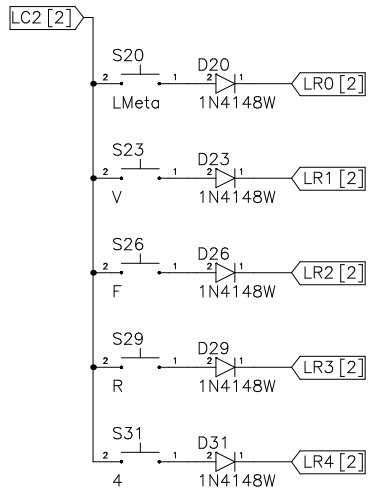 LC2 [2]
S20 D20
2 1 2 1 LR0 [2]
LMeta 1N4148W
S23 D23
2 1 2 1 LR1 [2]
V 1N4148W
S26 D26
2 1 2 1 LR2 [2]
F 1N4148W
S29 D29
2 1 2 1 LR3 [2]
R 1N4148W
S31 D31
2 1 2 1 LR4 [2]
4 1N4148W